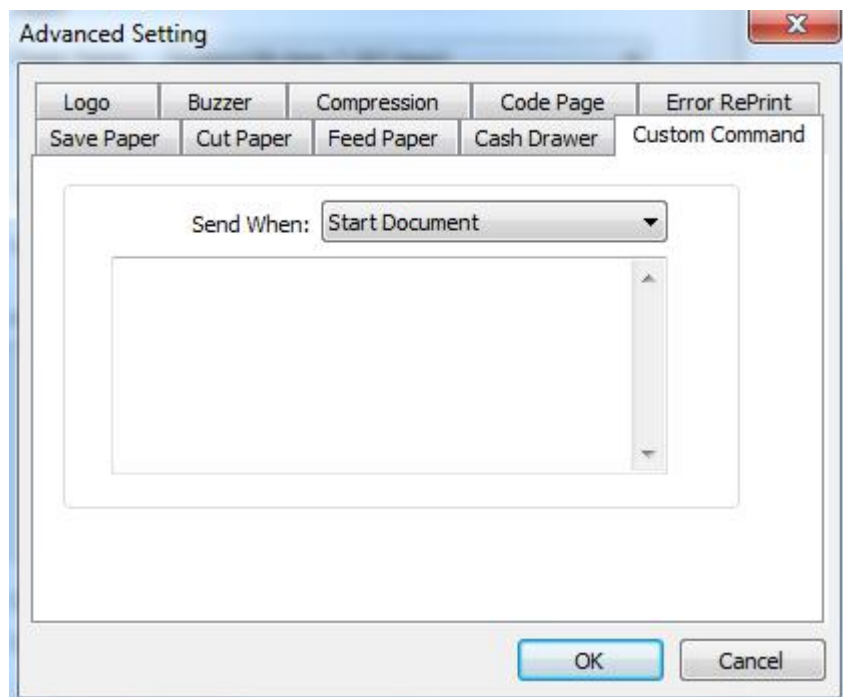 Advanced Setting
Logo Buzzer Compression Code Page Error RePrint
Save Paper Cut Paper Feed Paper Cash Drawer Custom Command
Send When: Start Document
OK Cancel